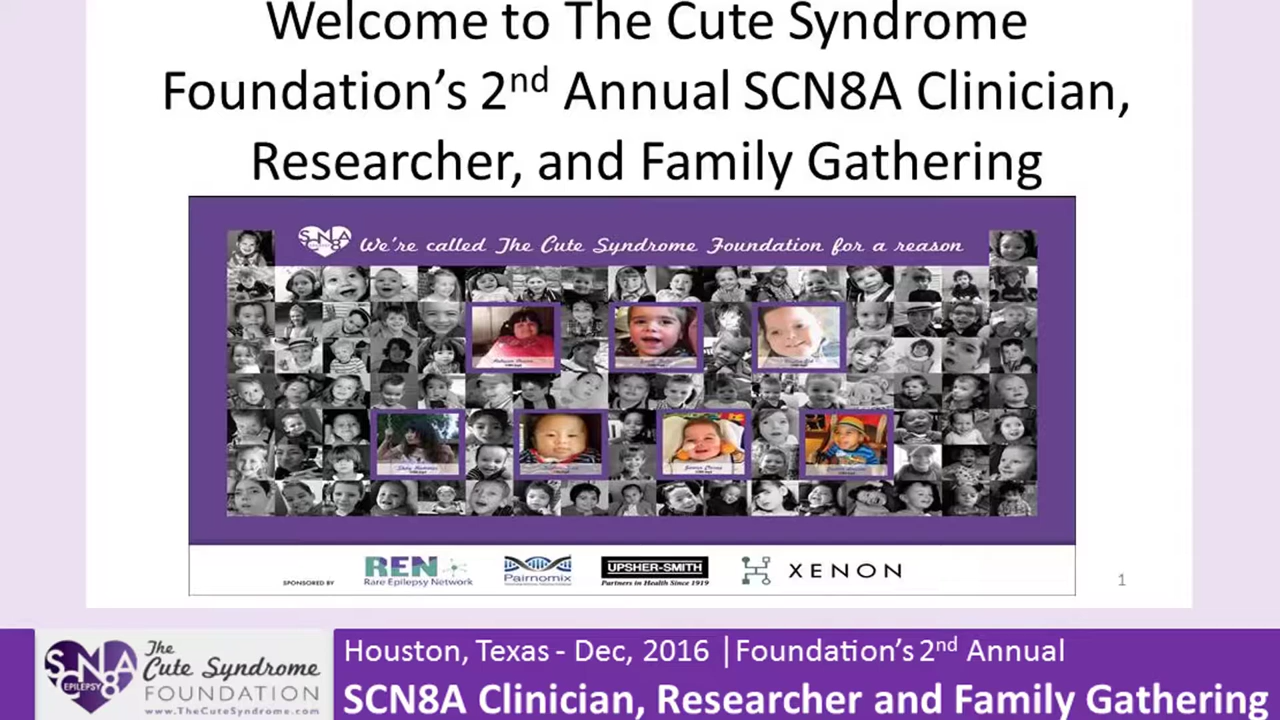 Welcome to The Cute Syndrome
Foundation's 2nd Annual SCN8A Clinician,
Researcher, and Family Gathering
SCN8A
We're called The Cute Syndrome Foundation for a reason
SPONSORED BY
REN
Rare Epilepsy Network
Pairnomix
UPSHER-SMITH
Partners in Health Since 1919
XENON
1
SCN8A
EPILEPSY
The
Cute Syndrome
FOUNDATION
www.TheCuteSyndrome.com
Houston, Texas - Dec, 2016 |Foundation's 2nd Annual
SCN8A Clinician, Researcher and Family Gathering